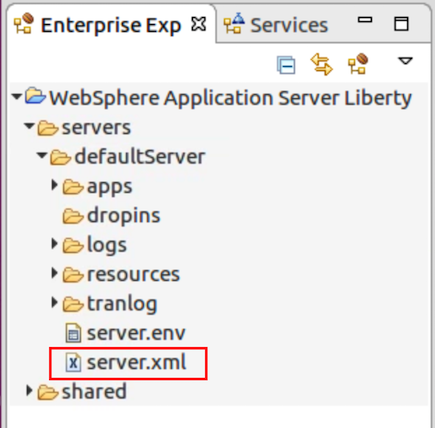 Enterprise Exp Services
WebSphere Application Server Liberty
servers
defaultServer
apps
dropins
logs
resources
tranlog
server.env
server.xml
shared